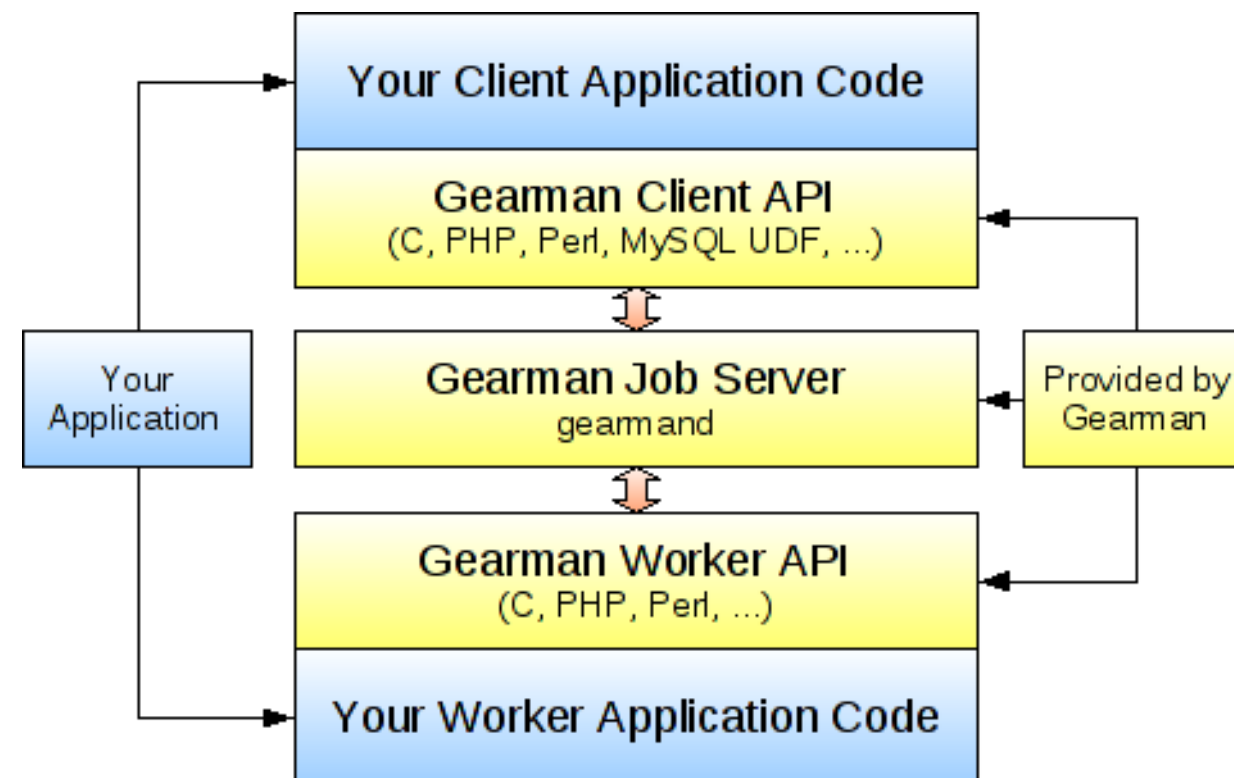 Your Client Application Code
Gearman Client API
(C, PHP, Perl, MySQL UDF, ...)
Your
Application
Gearman Job Server
gearmand
Provided by
Gearman
Gearman Worker API
(C, PHP, Perl, ...)
Your Worker Application Code